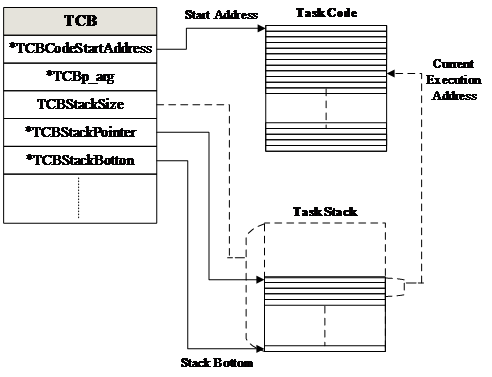 TCB
*TCBCodeStartAddress
*TCBp_arg
TCBStackSize
*TCBStackPointer
*TCBStackBotton
Start Address
Task Code
Current
Execution
Address
Task Stack
Stack Bottom